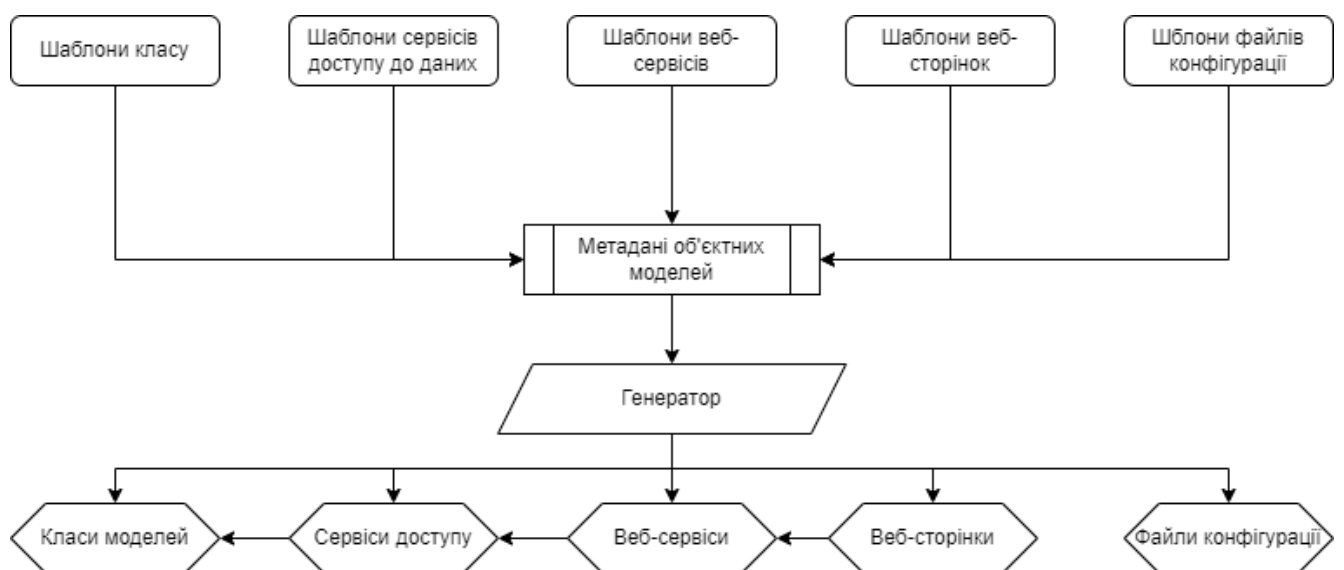 Шаблони класу
Шаблони сервісів
доступу до даних
Шаблони веб-
сервісів
Шаблони веб-
сторінок
Шблони файлів
конфігурації
Метадані об'єктних
моделей
Генератор
Класи моделей
Сервіси доступу
Веб-сервіси
Веб-сторінки
Файли конфігурації